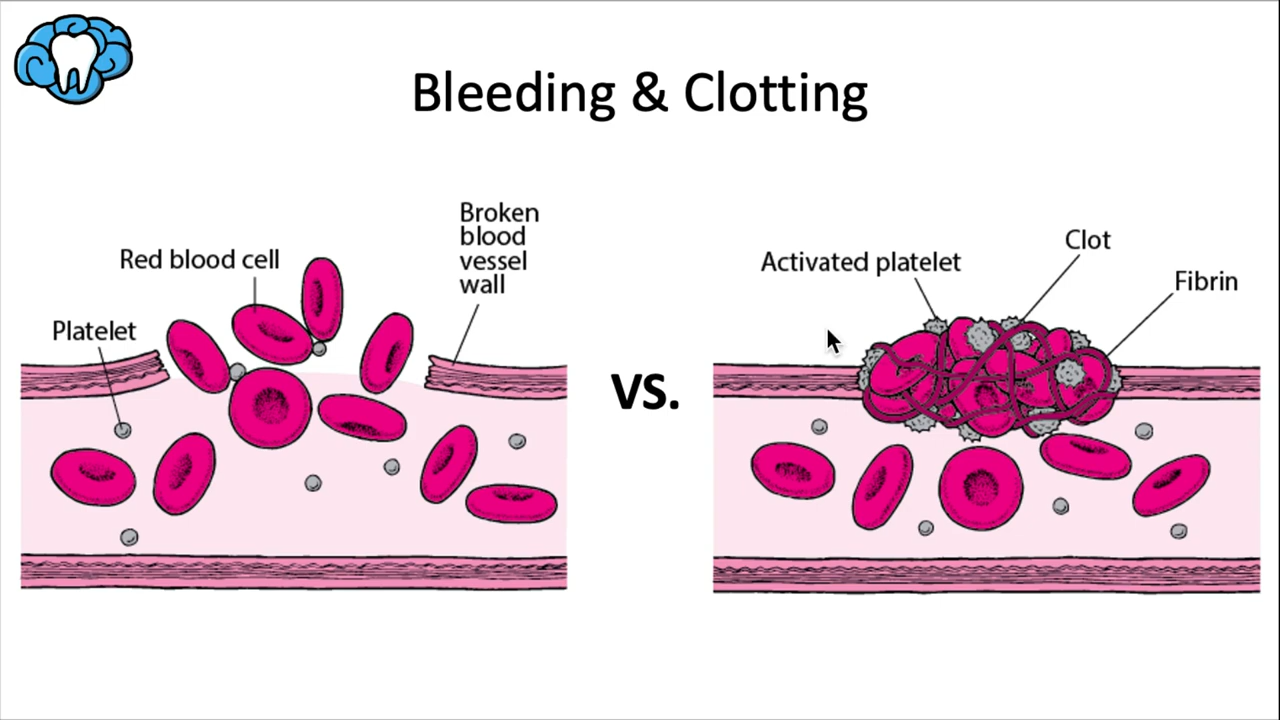 Bleeding & Clotting
Red blood cell
Platelet
Broken
blood
vessel
wall
vs.
Activated platelet
Clot
Fibrin